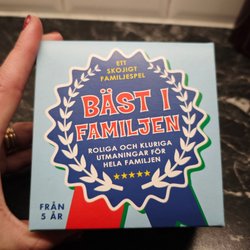 ETT
SKOJIGT
FAMILJESPEL
BÄST I
FAMILJEN
ROLIGA OCH KLURIGA
UTMANINGAR FÖR
HELA FAMILJEN
FRÅN
5 ÅR